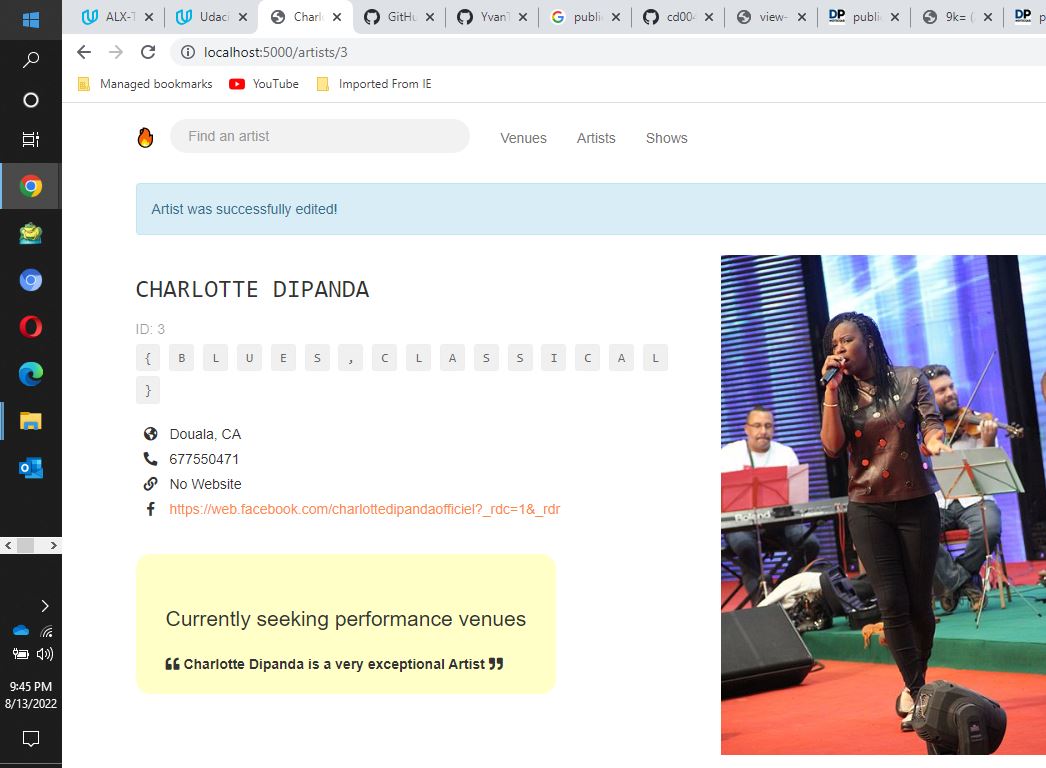 ALX-T
Udaci
Charl
GitHu
YvanT
public
cd004
view-
public
9k= (
localhost:5000/artists/3
Managed bookmarks
YouTube
Imported From IE
Find an artist
Venues
Artists
Shows
Artist was successfully edited!
CHARLOTTE DIPANDA
ID: 3
{ B L U E S , C L A S S I C A L
}
Douala, CA
677550471
No Website
https://web.facebook.com/charlottedipandaofficiel?_rdc=1&_rdr
Currently seeking performance venues
❝ Charlotte Dipanda is a very exceptional Artist ❞
9:45 PM
8/13/2022